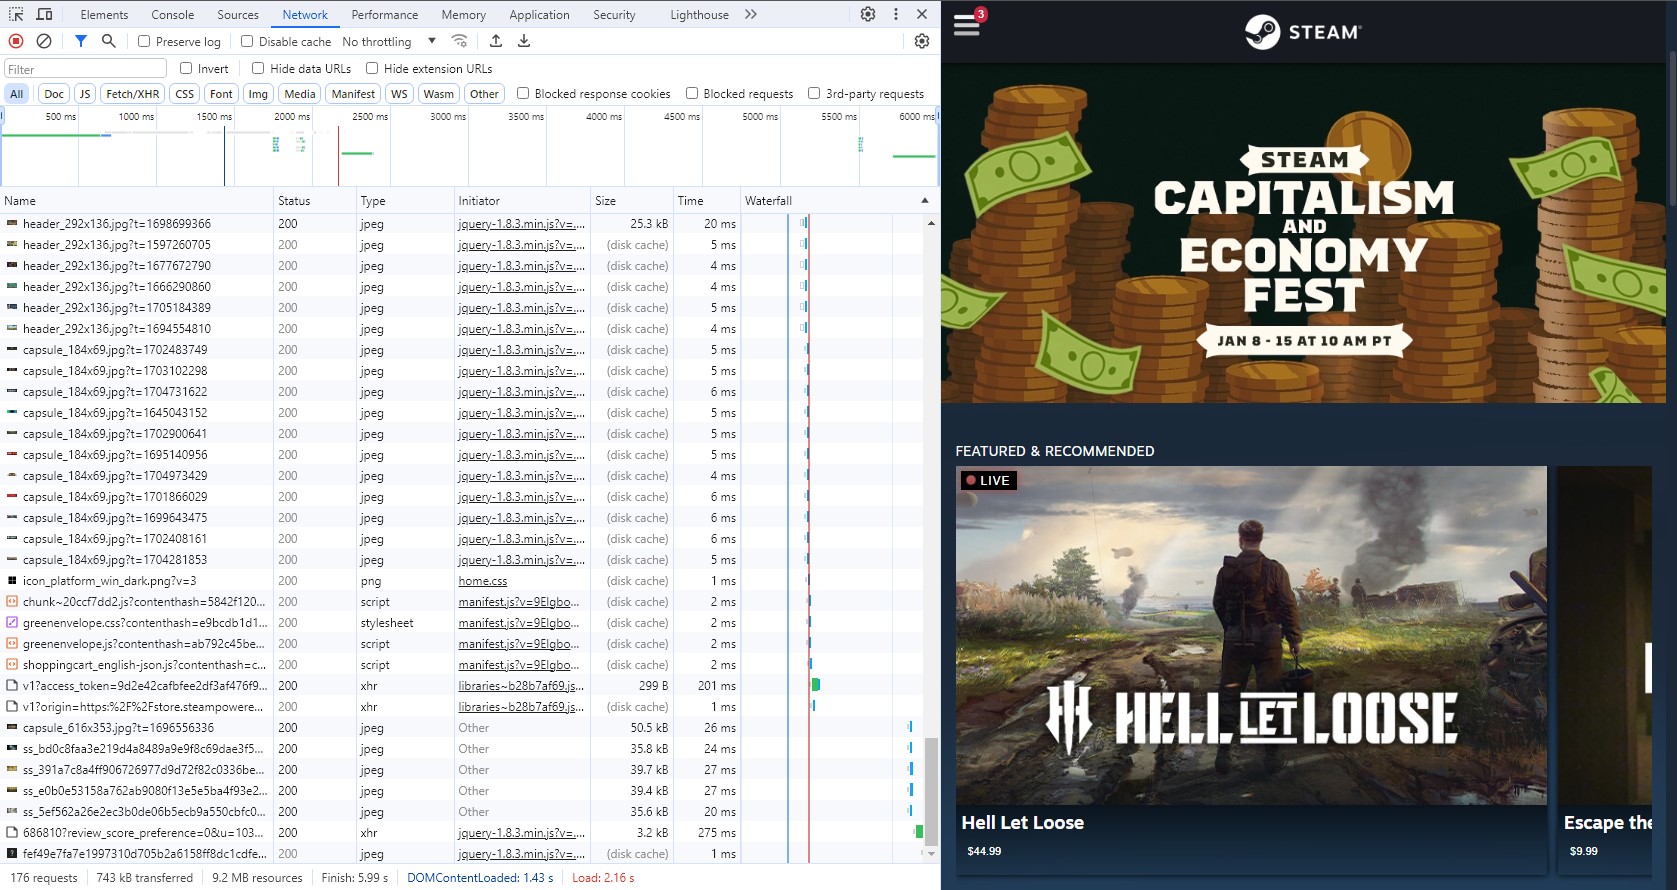 Elements Console Sources Network Performance Memory Application Security Lighthouse
Preserve log Disable cache No throttling
Filter Invert Hide data URLs Hide extension URLs
All Doc JS Fetch/XHR CSS Font Img Media Manifest WS Wasm Other Blocked response cookies Blocked requests 3rd-party requests
500 ms 1000 ms 1500 ms 2000 ms 2500 ms 3000 ms 3500 ms 4000 ms 4500 ms 5000 ms 5500 ms 6000 ms
Name Status Type Initiator Size Time Waterfall
header_292x136.jpg?t=1698699366 200 jpeg jquery-1.8.3.min.js?v=.... 25.3 kB 20 ms
header_292x136.jpg?t=1597260705 200 jpeg jquery-1.8.3.min.js?v=.... (disk cache) 5 ms
header_292x136.jpg?t=1677672790 200 jpeg jquery-1.8.3.min.js?v=.... (disk cache) 4 ms
header_292x136.jpg?t=1666290860 200 jpeg jquery-1.8.3.min.js?v=.... (disk cache) 4 ms
header_292x136.jpg?t=1705184389 200 jpeg jquery-1.8.3.min.js?v=.... (disk cache) 5 ms
header_292x136.jpg?t=1694554810 200 jpeg jquery-1.8.3.min.js?v=.... (disk cache) 4 ms
capsule_184x69.jpg?t=1702483749 200 jpeg jquery-1.8.3.min.js?v=.... (disk cache) 5 ms
capsule_184x69.jpg?t=1703102298 200 jpeg jquery-1.8.3.min.js?v=.... (disk cache) 5 ms
capsule_184x69.jpg?t=1704731622 200 jpeg jquery-1.8.3.min.js?v=.... (disk cache) 6 ms
capsule_184x69.jpg?t=1645043152 200 jpeg jquery-1.8.3.min.js?v=.... (disk cache) 5 ms
capsule_184x69.jpg?t=1702900641 200 jpeg jquery-1.8.3.min.js?v=.... (disk cache) 5 ms
capsule_184x69.jpg?t=1695140956 200 jpeg jquery-1.8.3.min.js?v=.... (disk cache) 5 ms
capsule_184x69.jpg?t=1704973429 200 jpeg jquery-1.8.3.min.js?v=.... (disk cache) 4 ms
capsule_184x69.jpg?t=1701866029 200 jpeg jquery-1.8.3.min.js?v=.... (disk cache) 6 ms
capsule_184x69.jpg?t=1699643475 200 jpeg jquery-1.8.3.min.js?v=.... (disk cache) 6 ms
capsule_184x69.jpg?t=1702408161 200 jpeg jquery-1.8.3.min.js?v=.... (disk cache) 6 ms
capsule_184x69.jpg?t=1704281853 200 jpeg jquery-1.8.3.min.js?v=.... (disk cache) 5 ms
icon_platform_win_dark.png?v=3 200 png home.css (disk cache) 1 ms
chunk~20ccf7dd2.js?contenthash=5842f120... 200 script manifest.js?v=9EIgbo... (disk cache) 2 ms
greenenvelope.css?contenthash=e9bcdb1d1... 200 stylesheet manifest.js?v=9EIgbo... (disk cache) 2 ms
greenenvelope.js?contenthash=ab792c45be... 200 script manifest.js?v=9EIgbo... (disk cache) 2 ms
shoppingcart_english-json.js?contenthash=c... 200 script manifest.js?v=9EIgbo... (disk cache) 2 ms
v1?access_token=9d2e42cafbfee2df3af476f9... 200 xhr libraries~b28b7af69.js... 299 B 201 ms
v1?origin=https:%2F%2Fstore.steampowere... 200 xhr libraries~b28b7af69.js... (disk cache) 1 ms
capsule_616x353.jpg?t=1696556336 200 jpeg Other 50.5 kB 26 ms
ss_bd0c8faa3e219d4a8489a9e9f8c69dae3f5... 200 jpeg Other 35.8 kB 24 ms
ss_391a7c8a4ff906726977d9d72f82c0336be... 200 jpeg Other 39.7 kB 27 ms
ss_e0b0e53158a762ab9080f13e5e5ba4f93e2... 200 jpeg Other 39.4 kB 27 ms
ss_5ef562a26e2ec3b0de06b5ecb9a550cbfc0... 200 jpeg Other 35.6 kB 20 ms
686810?review_score_preference=0&u=103... 200 xhr jquery-1.8.3.min.js?v=.... 3.2 kB 275 ms
fef49e7fa7e1997310d705b2a6158ff8dc1cdfe... 200 jpeg jquery-1.8.3.min.js?v=.... (disk cache) 1 ms
176 requests 743 kB transferred 9.2 MB resources Finish: 5.99 s DOMContentLoaded: 1.43 s Load: 2.16 s
3
STEAM
STEAM
CAPITALISM
AND
ECONOMY
FEST
JAN 8 - 15 AT 10 AM PT
FEATURED & RECOMMENDED
LIVE
HELL LET LOOSE
Hell Let Loose
$44.99
Escape the
$9.99